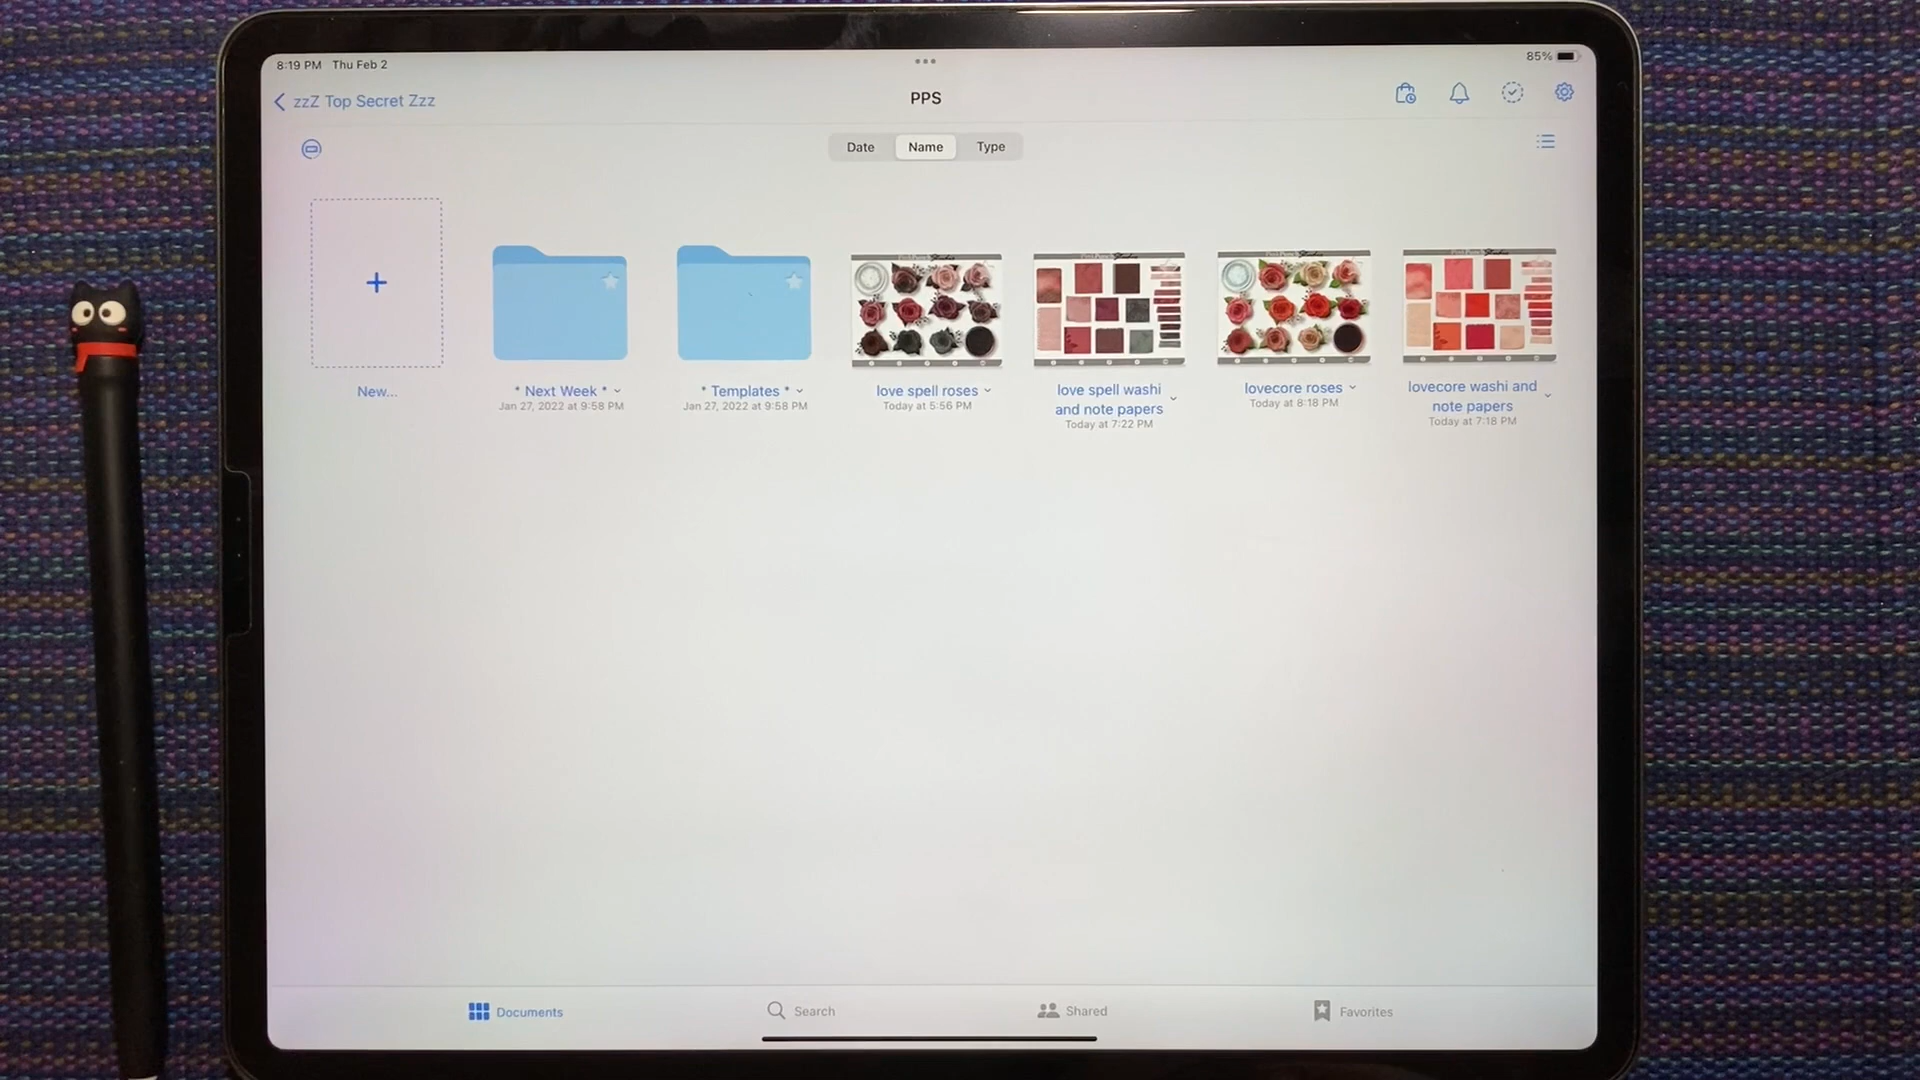 8:19 PM Thu Feb 2
85%
zzZ Top Secret Zzz
PPS
Date Name Type
New...
* Next Week *
Jan 27, 2022 at 9:58 PM
* Templates *
Jan 27, 2022 at 9:58 PM
love spell roses
Today at 5:56 PM
love spell washi
and note papers
Today at 7:22 PM
lovecore roses
Today at 8:18 PM
lovecore washi and
note papers
Today at 7:18 PM
Documents Search Shared Favorites